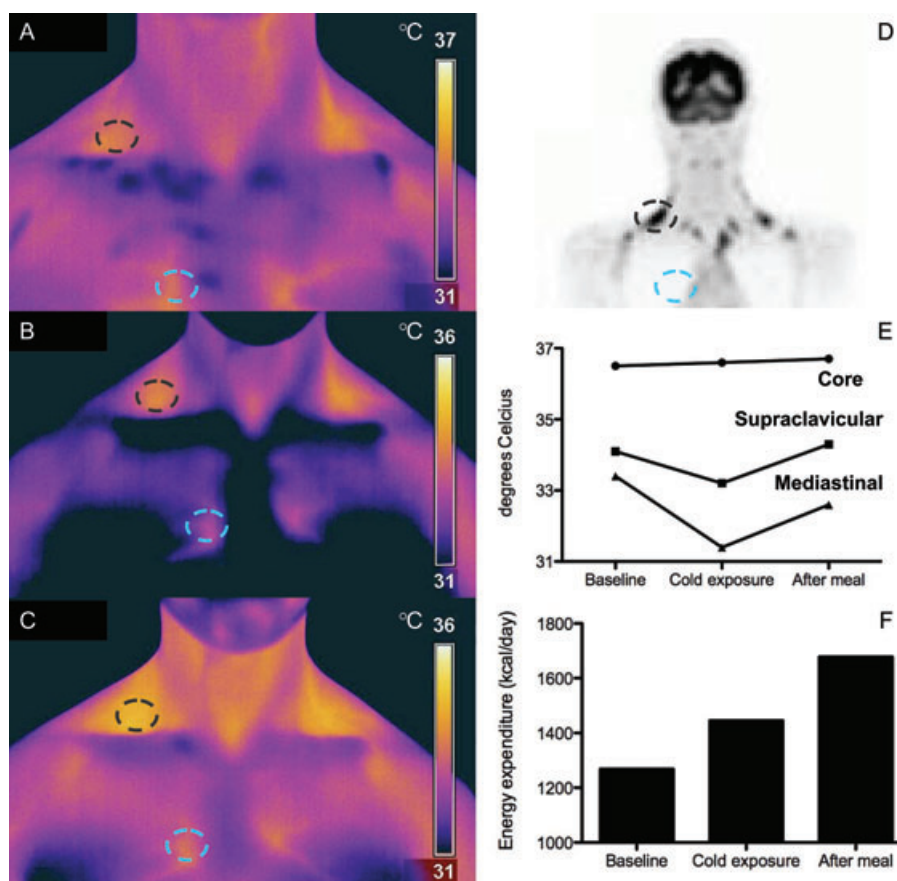 A
°C
37
31
B
°C
36
31
C
°C
36
31
D
E
degrees Celcius
37
35
33
31
Core
Supraclavicular
Mediastinal
Baseline
Cold exposure
After meal
F
Energy expenditure (kcal/day)
1800
1600
1400
1200
1000
Baseline
Cold exposure
After meal